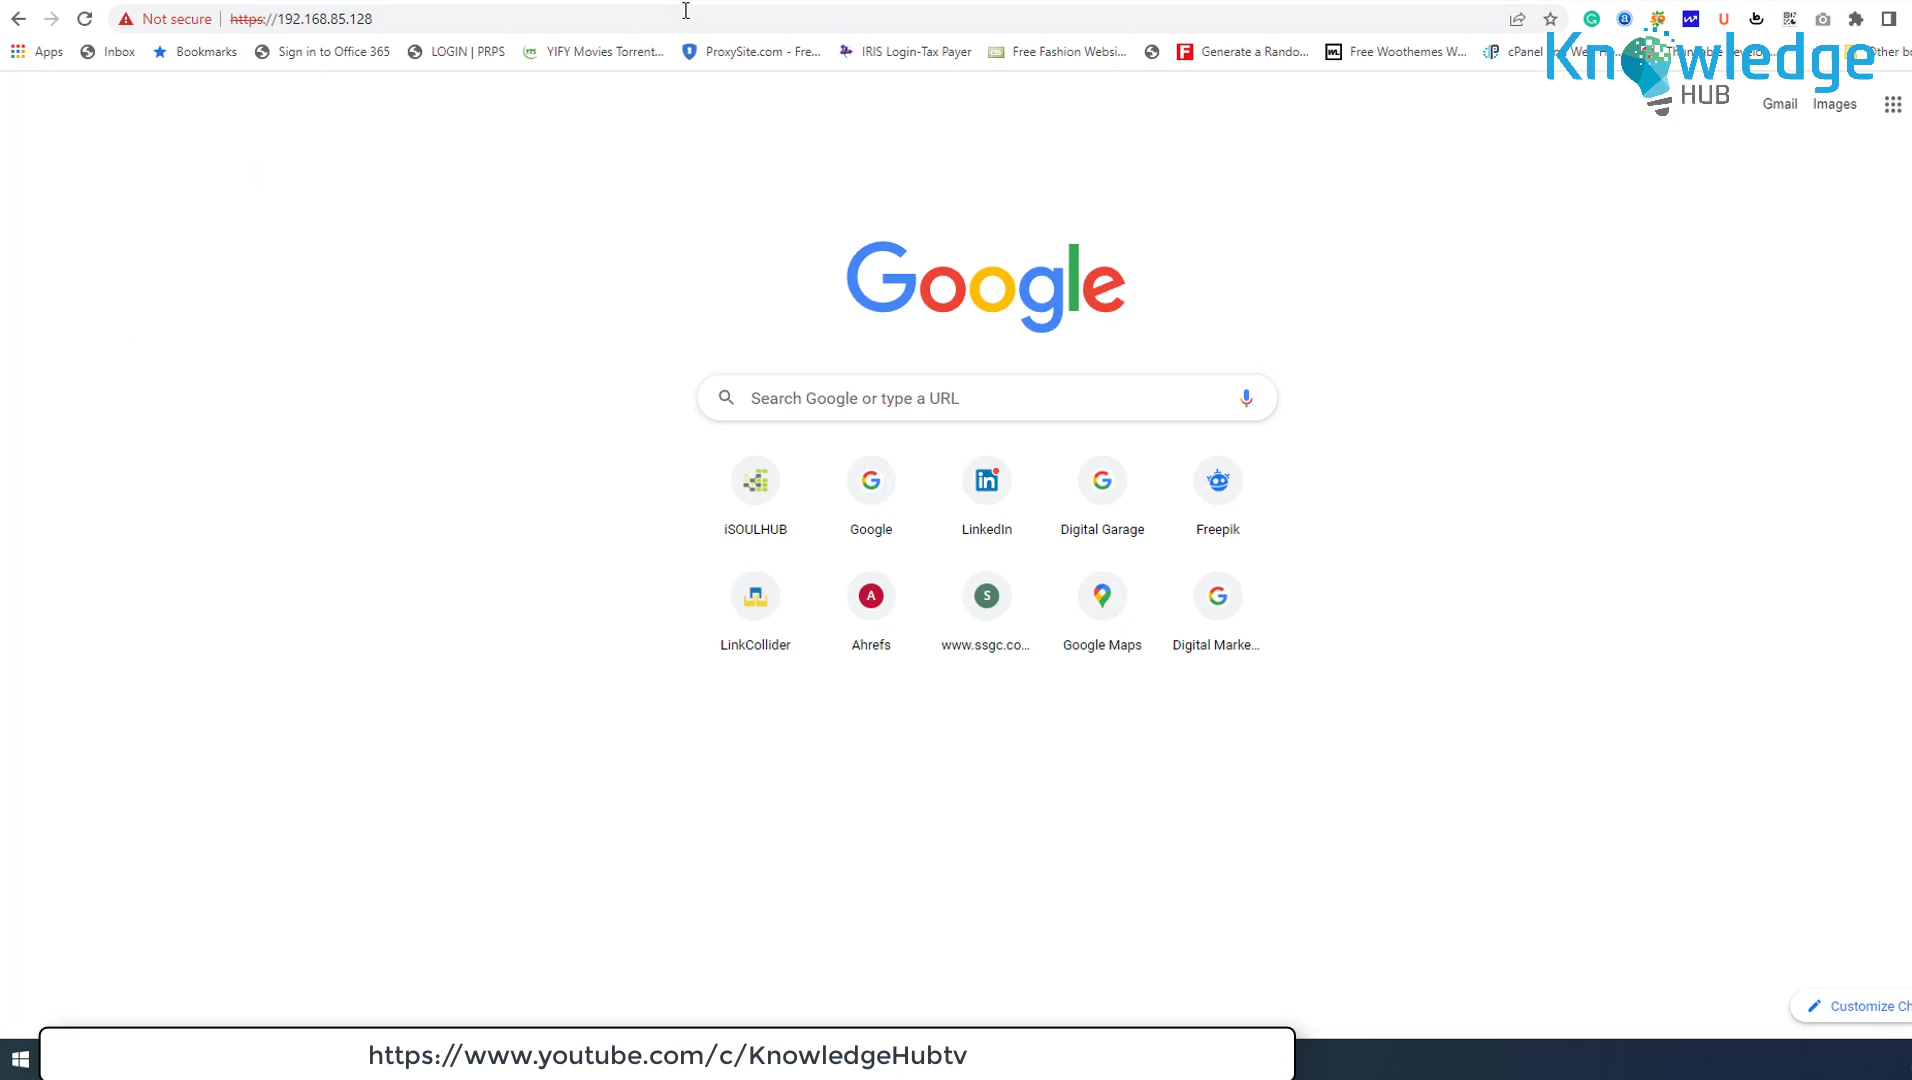 Not secure | https://192.168.85.128
Apps Inbox Bookmarks Sign in to Office 365 LOGIN | PRPS YIFY Movies Torrent... ProxySite.com - Fre... IRIS Login-Tax Payer Free Fashion Websi... Generate a Rando... Free Woothemes W... cPanel
Knowledge
HUB
Gmail Images
Google
Search Google or type a URL
iSOULHUB Google LinkedIn Digital Garage Freepik
A S
LinkCollider Ahrefs www.ssgc.co... Google Maps Digital Marke...
Customize Ch
https://www.youtube.com/c/KnowledgeHubtv